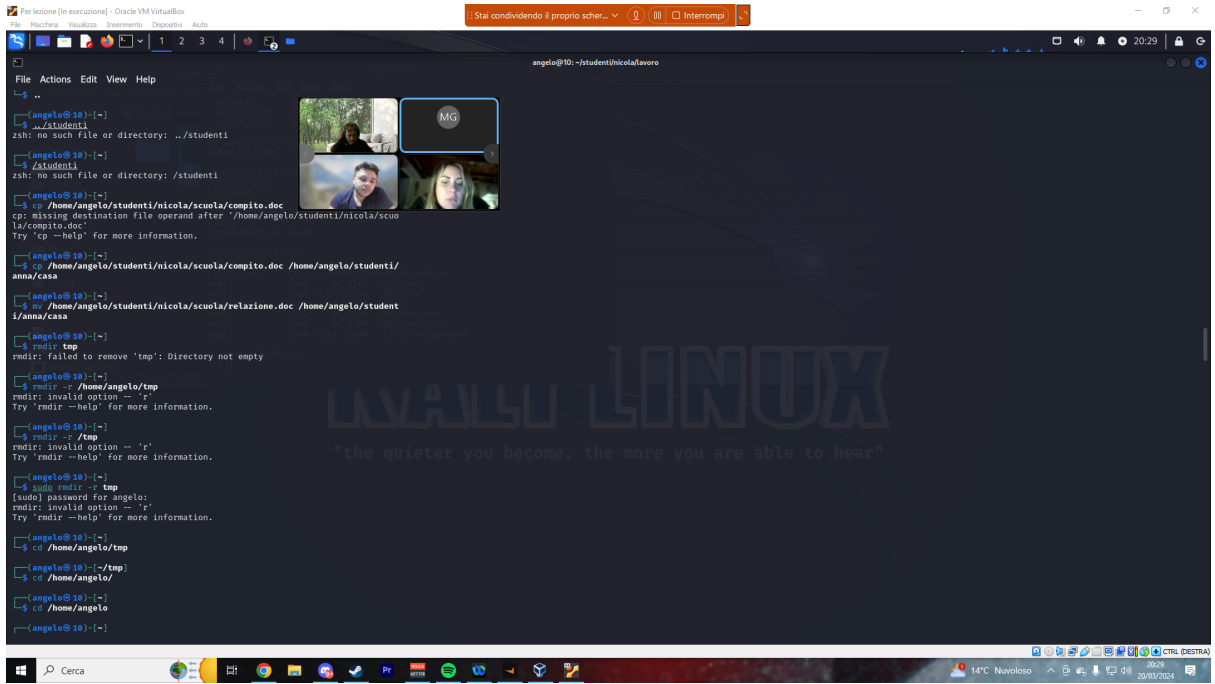 Per lezione [In esecuzione] - Oracle VM VirtualBox
Stai condividendo il proprio scher...
Interrompi
File Macchina Visualizza Inserimento Dispositivi Aiuto
1 2 3 4
20:29
angelo@10: ~/studenti/nicola/lavoro
File Actions Edit View Help
└─$ ..
┌──(angelo㉿10)-[~]
└─$ ../studenti
zsh: no such file or directory: ../studenti
┌──(angelo㉿10)-[~]
└─$ /studenti
zsh: no such file or directory: /studenti
┌──(angelo㉿10)-[~]
└─$ cp /home/angelo/studenti/nicola/scuola/compito.doc
cp: missing destination file operand after '/home/angelo/studenti/nicola/scuo
la/compito.doc'
Try 'cp --help' for more information.
┌──(angelo㉿10)-[~]
└─$ cp /home/angelo/studenti/nicola/scuola/compito.doc /home/angelo/studenti/
anna/casa
┌──(angelo㉿10)-[~]
└─$ mv /home/angelo/studenti/nicola/scuola/relazione.doc /home/angelo/student
i/anna/casa
┌──(angelo㉿10)-[~]
└─$ rmdir tmp
rmdir: failed to remove 'tmp': Directory not empty
┌──(angelo㉿10)-[~]
└─$ rmdir -r /home/angelo/tmp
rmdir: invalid option -- 'r'
Try 'rmdir --help' for more information.
┌──(angelo㉿10)-[~]
└─$ rmdir -r /tmp
rmdir: invalid option -- 'r'
Try 'rmdir --help' for more information.
┌──(angelo㉿10)-[~]
└─$ sudo rmdir -r tmp
[sudo] password for angelo:
rmdir: invalid option -- 'r'
Try 'rmdir --help' for more information.
┌──(angelo㉿10)-[~]
└─$ cd /home/angelo/tmp
┌──(angelo㉿10)-[~/tmp]
└─$ cd /home/angelo/
┌──(angelo㉿10)-[~]
└─$ cd /home/angelo
┌──(angelo㉿10)-[~]
MG
KALI LINUX
"the quieter you become, the more you are able to hear"
CTRL (DESTRA)
Cerca
Pr
14°C Nuvoloso
20:29
20/03/2024